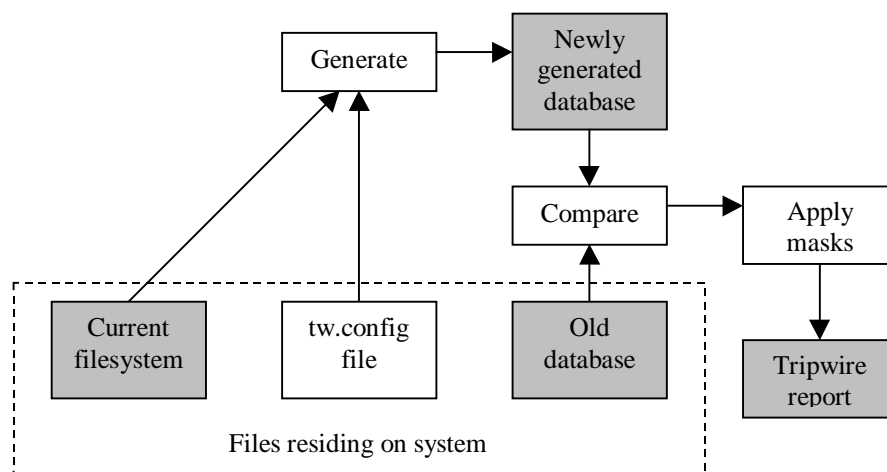 Generate
Newly
generated
database
Compare
Apply
masks
Current
filesystem
tw.config
file
Old
database
Tripwire
report
Files residing on system